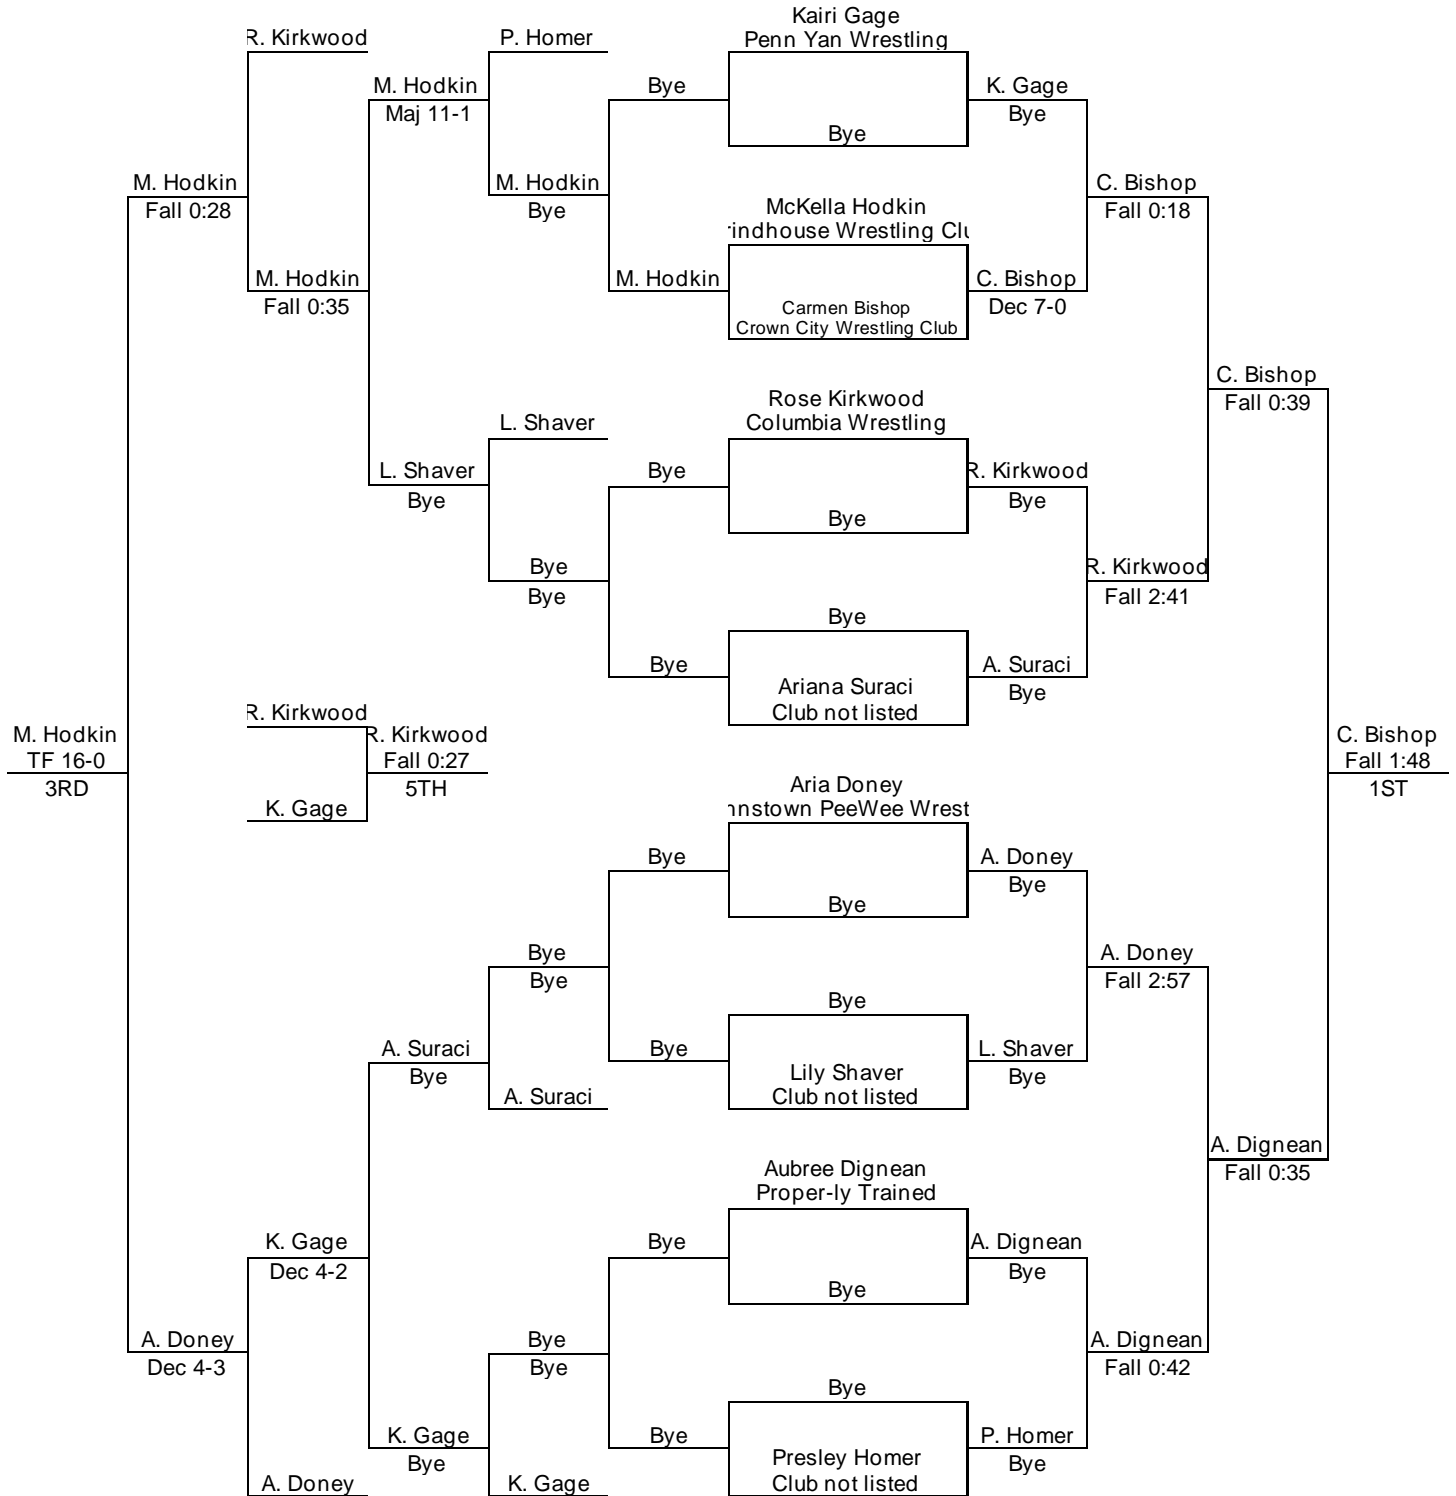 Kairi Gage
R. Kirkwood
P. Homer
Penn Yan Wrestling
M. Hodkin
Bye
K. Gage
Maj 11-1
Bye
Bye
M. Hodkin
M. Hodkin
C. Bishop
Fall 0:28
Bye
McKella Hodkin
Fall 0:18
rindhouse Wrestling Clu
M. Hodkin
M. Hodkin
C. Bishop
Fall 0:35
Carmen Bishop
Dec 7-0
Crown City Wrestling Club
C. Bishop
Rose Kirkwood
Fall 0:39
L. Shaver
Columbia Wrestling
L. Shaver
Bye
R. Kirkwood
Bye
Bye
Bye
Bye
R. Kirkwood
Bye
Fall 2:41
Bye
Bye
A. Suraci
Ariana Suraci
Bye
Club not listed
R. Kirkwood
M. Hodkin
R. Kirkwood
C. Bishop
TF 16-0
Fall 0:27
Fall 1:48
3RD
5TH
Aria Doney
1ST
K. Gage
nnstown PeeWee Wrest
Bye
A. Doney
Bye
Bye
Bye
A. Doney
Bye
Fall 2:57
Bye
A. Suraci
Bye
L. Shaver
Bye
Lily Shaver
Bye
A. Suraci
Club not listed
A. Dignean
Aubree Dignean
Fall 0:35
Proper-ly Trained
K. Gage
Bye
A. Dignean
Dec 4-2
Bye
Bye
A. Doney
Bye
A. Dignean
Dec 4-3
Bye
Fall 0:42
Bye
K. Gage
Bye
P. Homer
Bye
Presley Homer
Bye
A. Doney
K. Gage
Club not listed